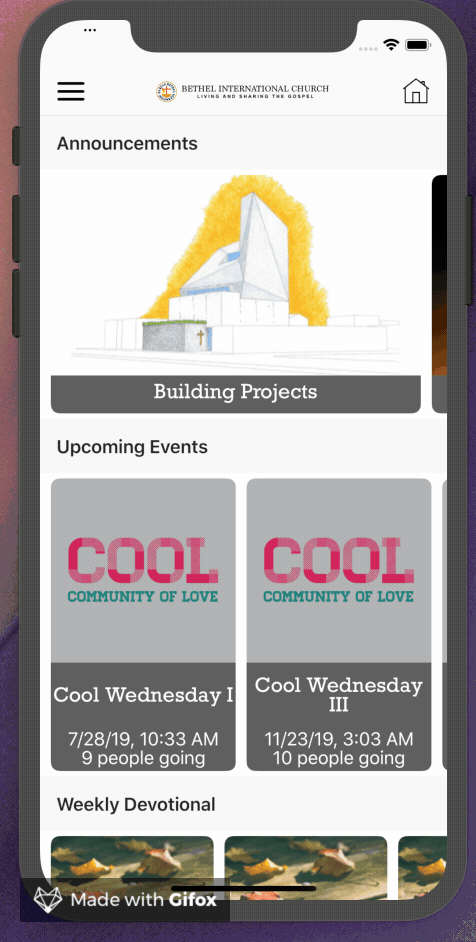 BETHEL INTERNATIONAL CHURCH
LIVING AND SHARING THE GOSPEL
Announcements
Building Projects
Upcoming Events
COOL
COMMUNITY OF LOVE
Cool Wednesday I
7/28/19, 10:33 AM
9 people going
COOL
COMMUNITY OF LOVE
Cool Wednesday
III
11/23/19, 3:03 AM
10 people going
Weekly Devotional
Made with Gifox